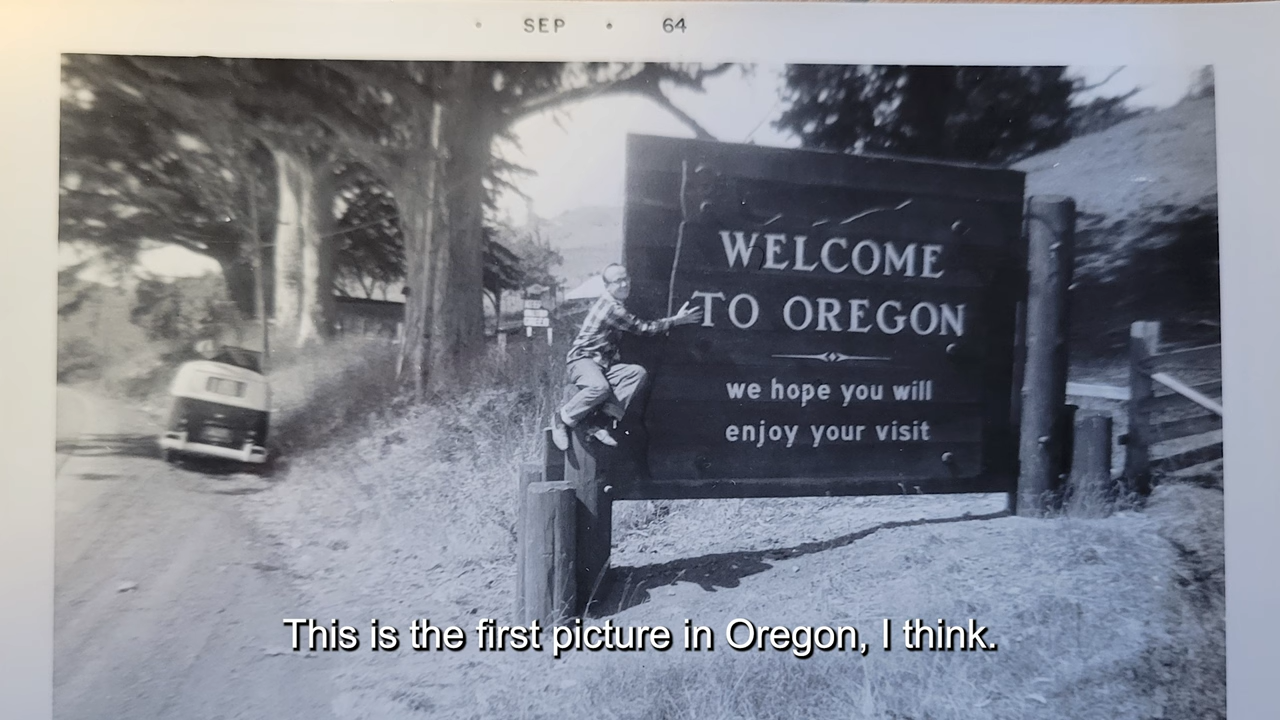 SEP 64
WELCOME
TO OREGON
we hope you will
enjoy your visit
This is the first picture in Oregon, I think.